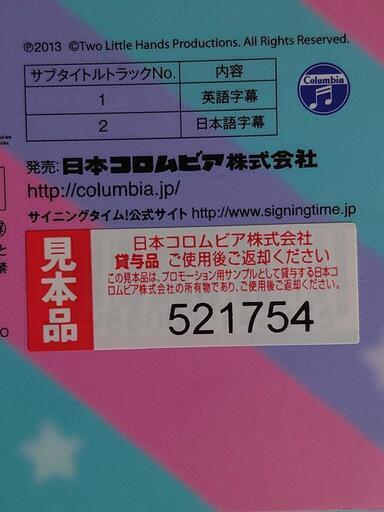 ℗2013 ©Two Little Hands Productions. All Rights Reserved.
サブタイトルトラックNo. 内容
1 英語字幕
2 日本語字幕
Columbia
発売:日本コロムビア株式会社
http://columbia.jp/
サイニングタイム!公式サイト http://www.signingtime.jp
見本品
日本コロムビア株式会社
貸与品 ご使用後ご返却ください
この見本品は、プロモーション用サンプルとして貸与する日本コ
ロムビア株式会社の所有物であり、ご使用後ご返却ください。
521754